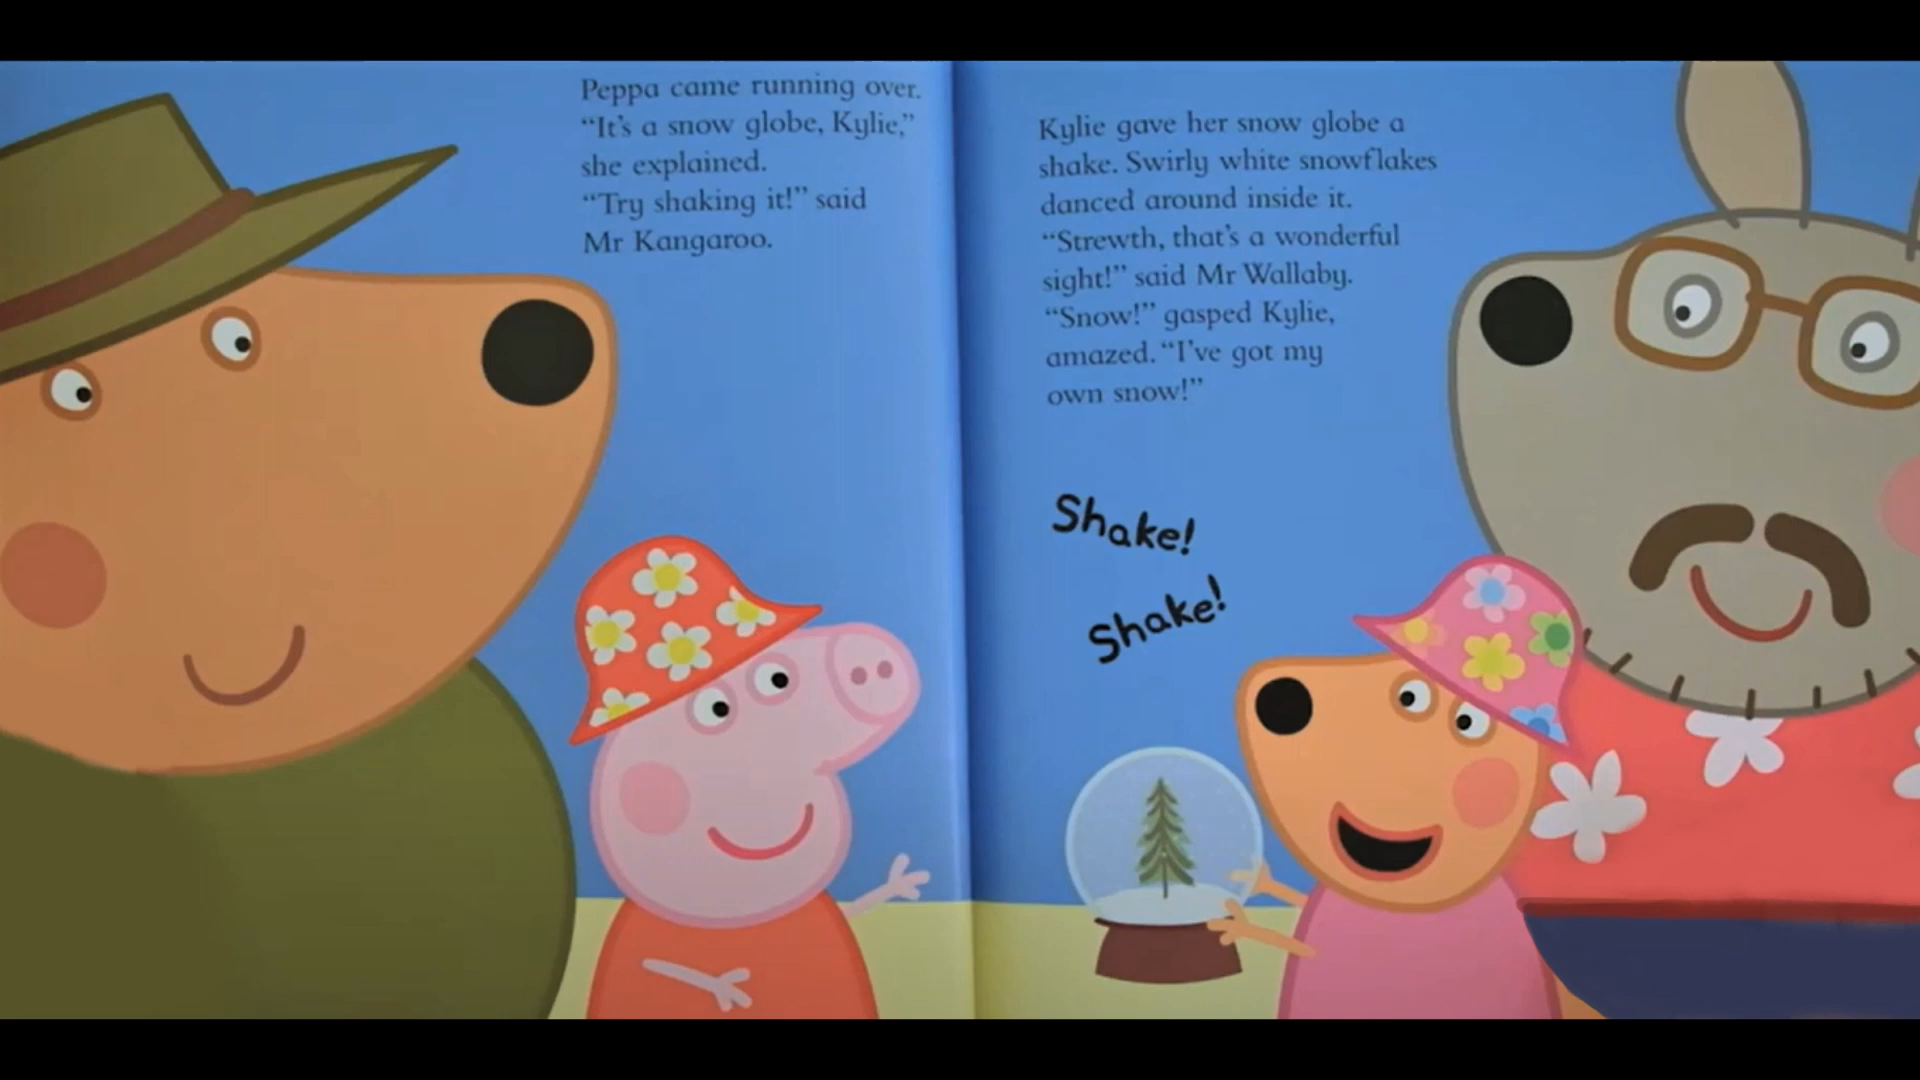 Peppa came running over.
“It’s a snow globe, Kylie,”
she explained.
“Try shaking it!” said
Mr Kangaroo.
Kylie gave her snow globe a
shake. Swirly white snowflakes
danced around inside it.
“Strewth, that’s a wonderful
sight!” said Mr Wallaby.
“Snow!” gasped Kylie,
amazed. “I’ve got my
own snow!”
Shake!
Shake!